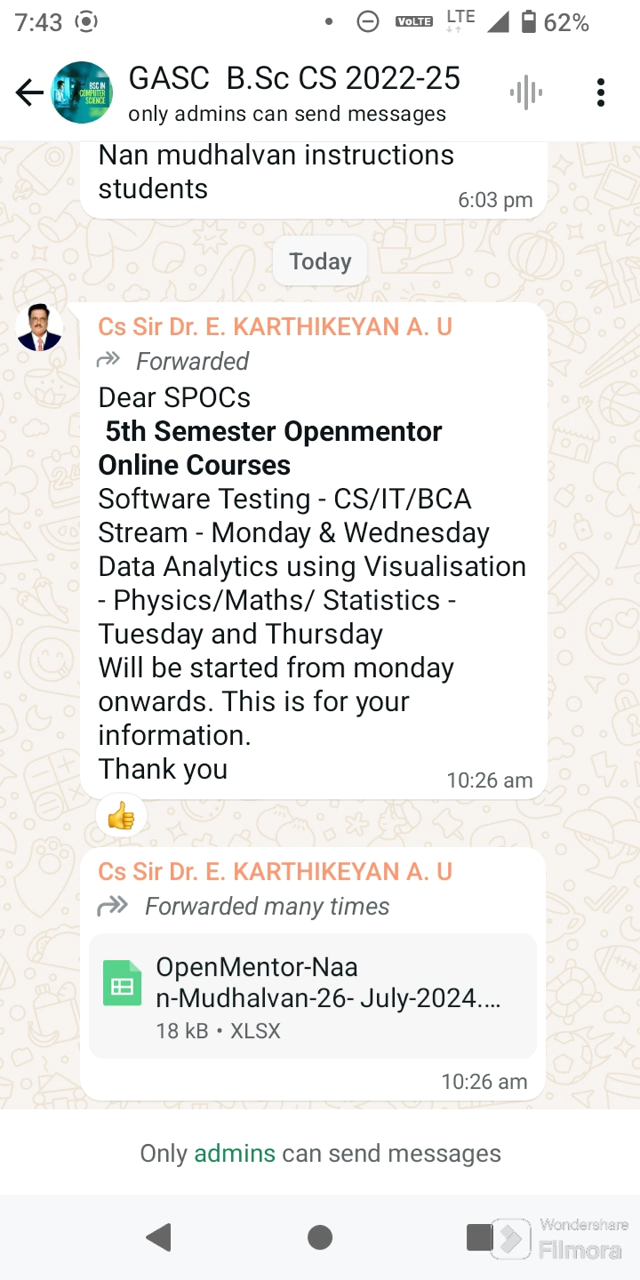 7:43 VoLTE LTE 62%
GASC B.Sc CS 2022-25
only admins can send messages
BSC IN
COMPUTER
SCIENCE
Nan mudhalvan instructions
students
6:03 pm
Today
Cs Sir Dr. E. KARTHIKEYAN A. U
Forwarded
Dear SPOCs
5th Semester Openmentor
Online Courses
Software Testing - CS/IT/BCA
Stream - Monday & Wednesday
Data Analytics using Visualisation
- Physics/Maths/ Statistics -
Tuesday and Thursday
Will be started from monday
onwards. This is for your
information.
Thank you
10:26 am
Cs Sir Dr. E. KARTHIKEYAN A. U
Forwarded many times
OpenMentor-Naa
n-Mudhalvan-26- July-2024....
18 kB • XLSX
10:26 am
Only admins can send messages
Wondershare
Filmora